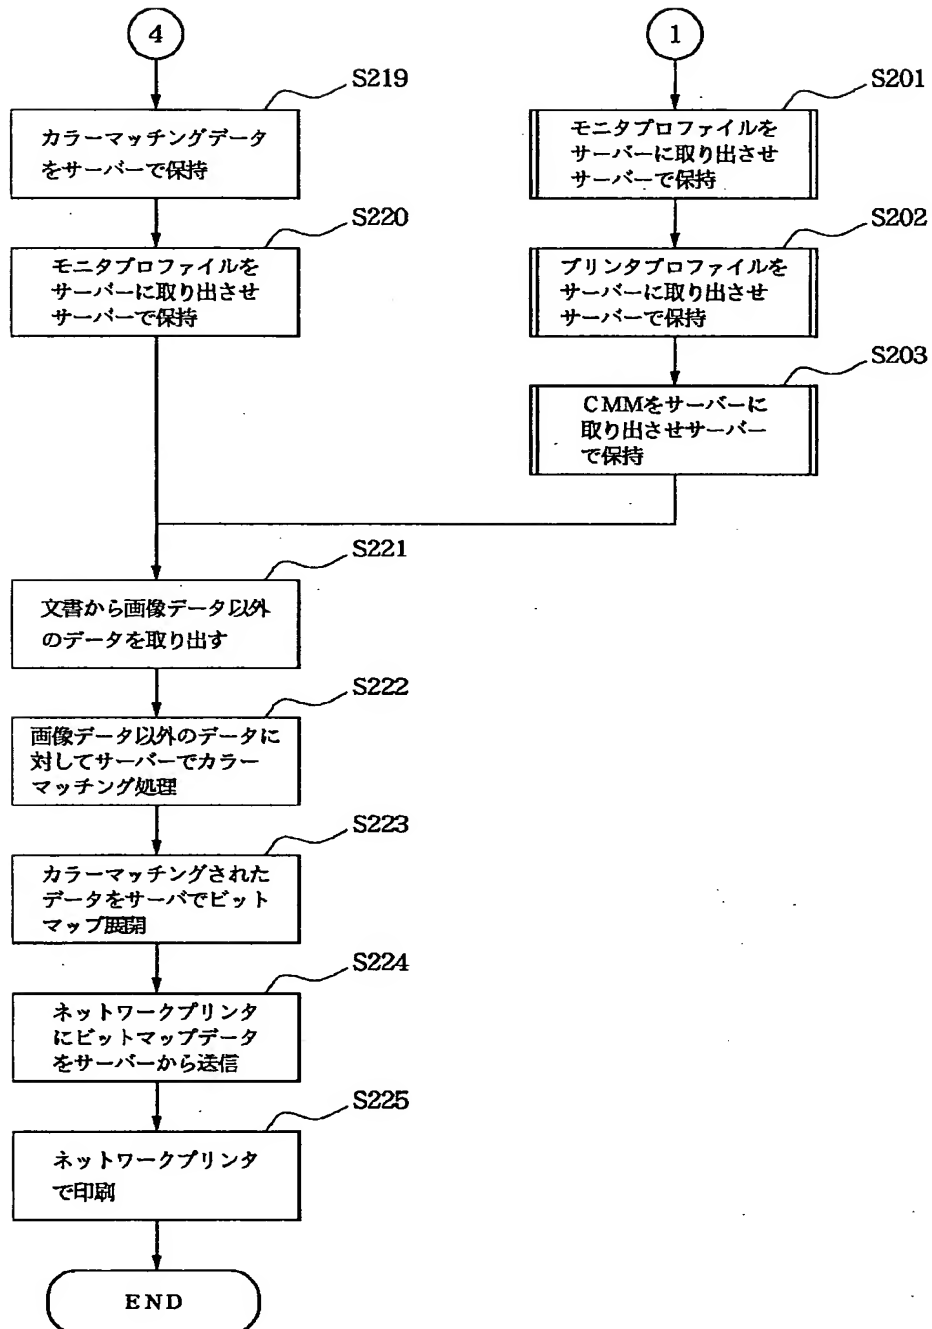 4
S219
カラーマッチングデータ
をサーバーで保持
S220
モニタプロファイルを
サーバーに取り出させ
サーバーで保持
1
S201
モニタプロファイルを
サーバーに取り出させ
サーバーで保持
S202
プリンタプロファイルを
サーバーに取り出させ
サーバーで保持
S203
CMMをサーバーに
取り出させサーバー
で保持
S221
文書から画像データ以外
のデータを取り出す
S222
画像データ以外のデータに
対してサーバーでカラー
マッチング処理
S223
カラーマッチングされた
データをサーバでビット
マップ展開
S224
ネットワークプリンタ
にビットマップデータ
をサーバーから送信
S225
ネットワークプリンタ
で印刷
END